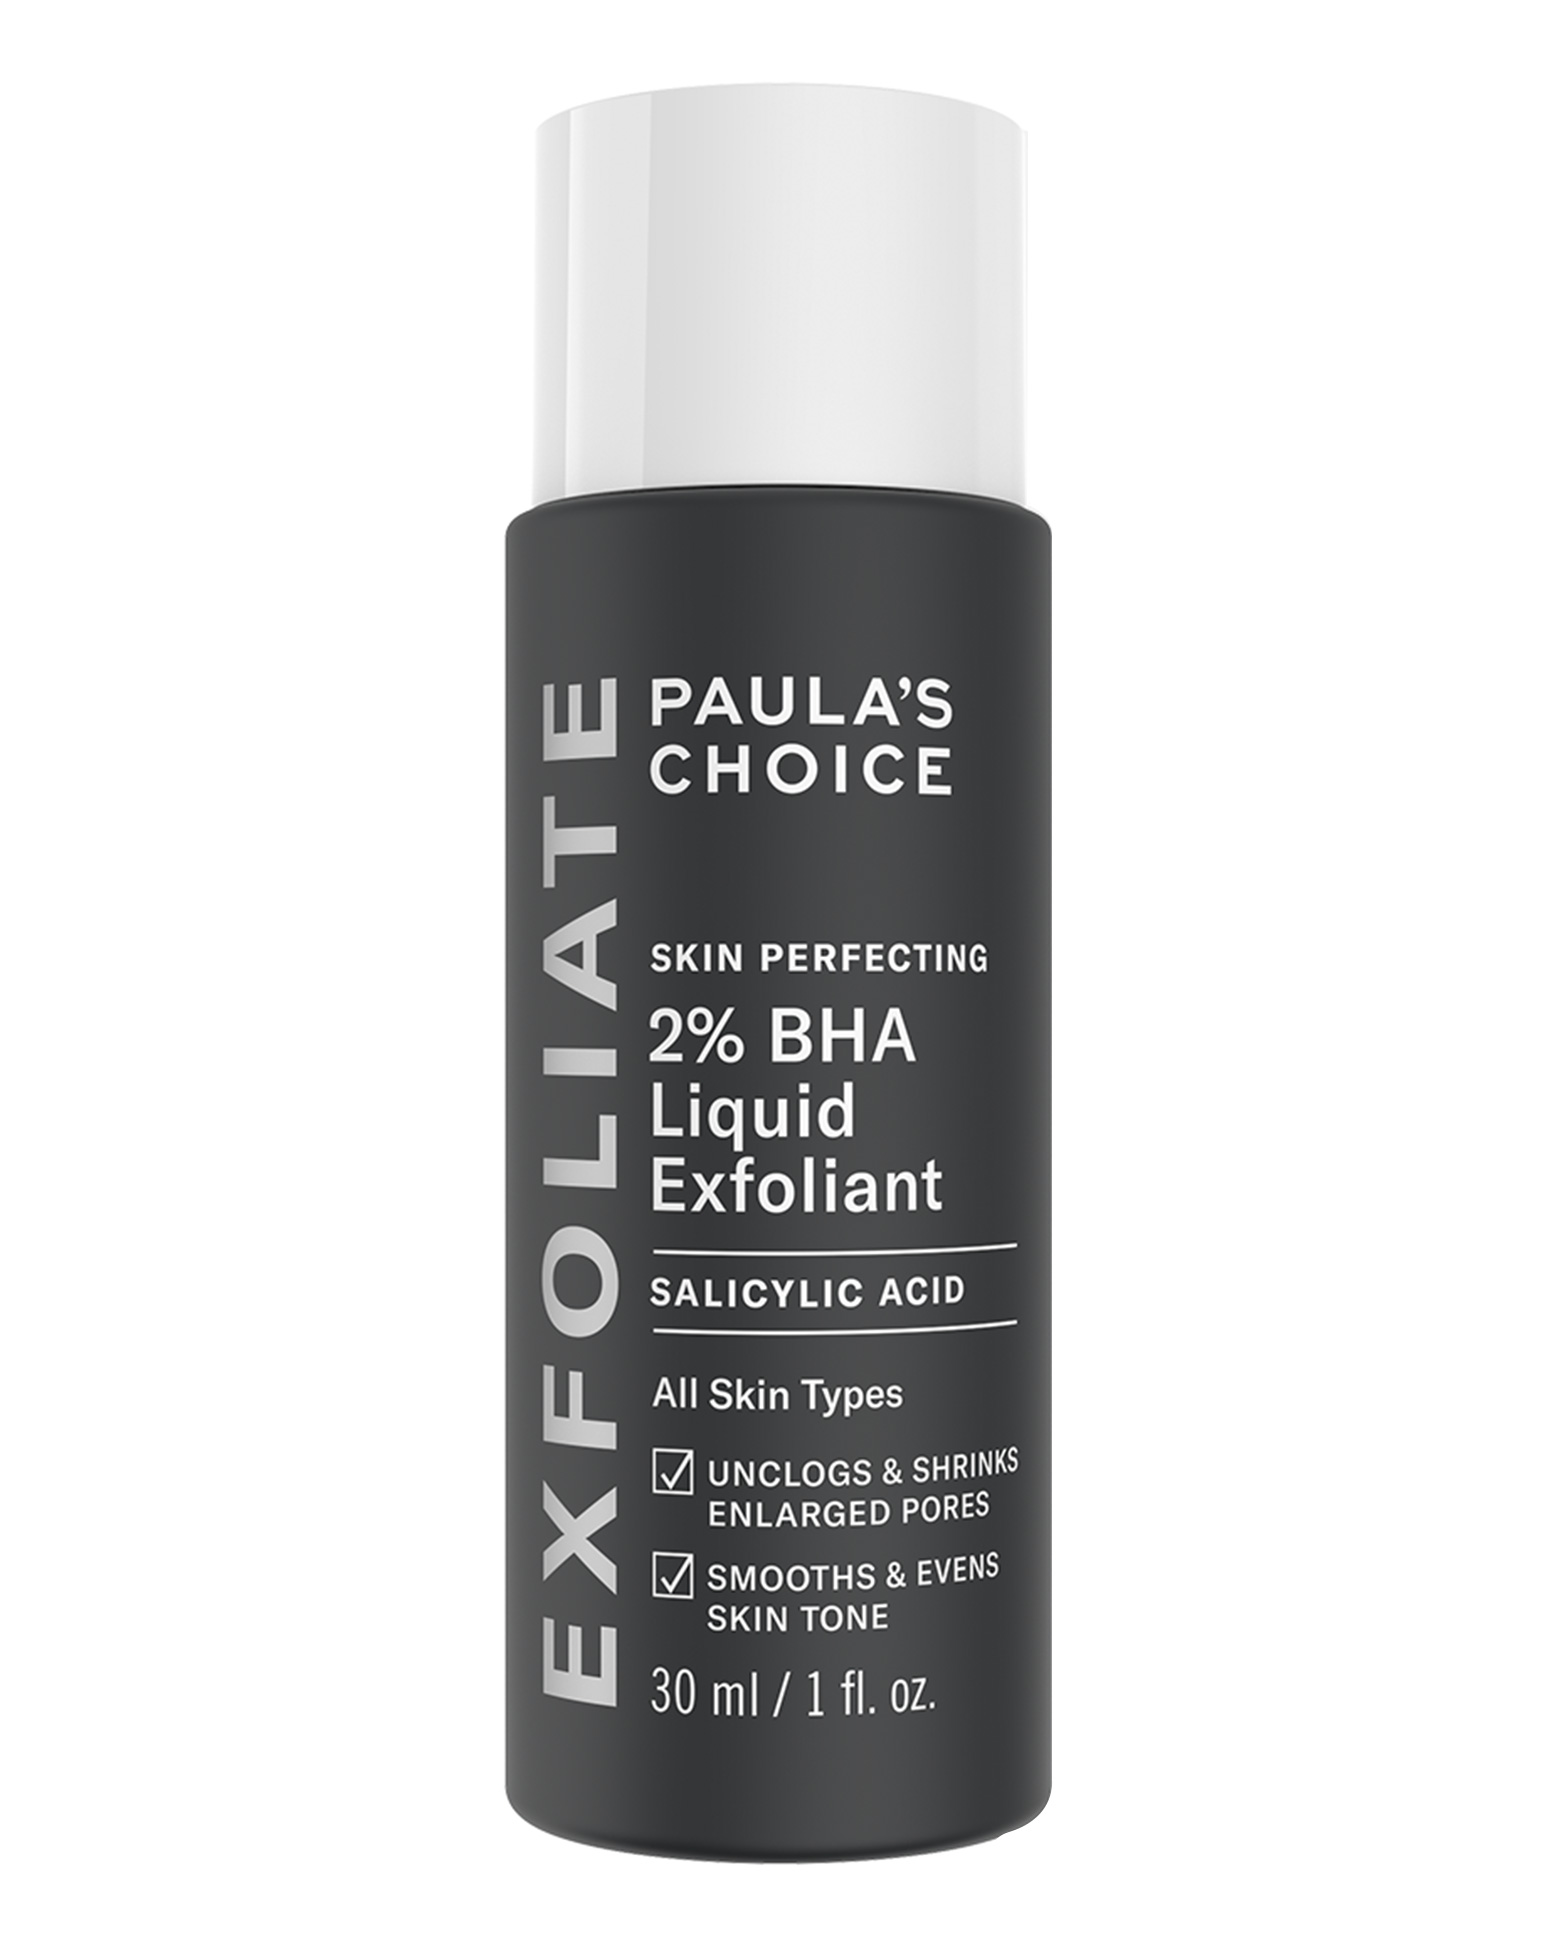 EXFOLIATE
PAULA'S
CHOICE
SKIN PERFECTING
2% BHA
Liquid
Exfoliant
SALICYLIC ACID
All Skin Types
UNCLOGS & SHRINKS
ENLARGED PORES
SMOOTHS & EVENS
SKIN TONE
30 ml / 1 fl. oz.